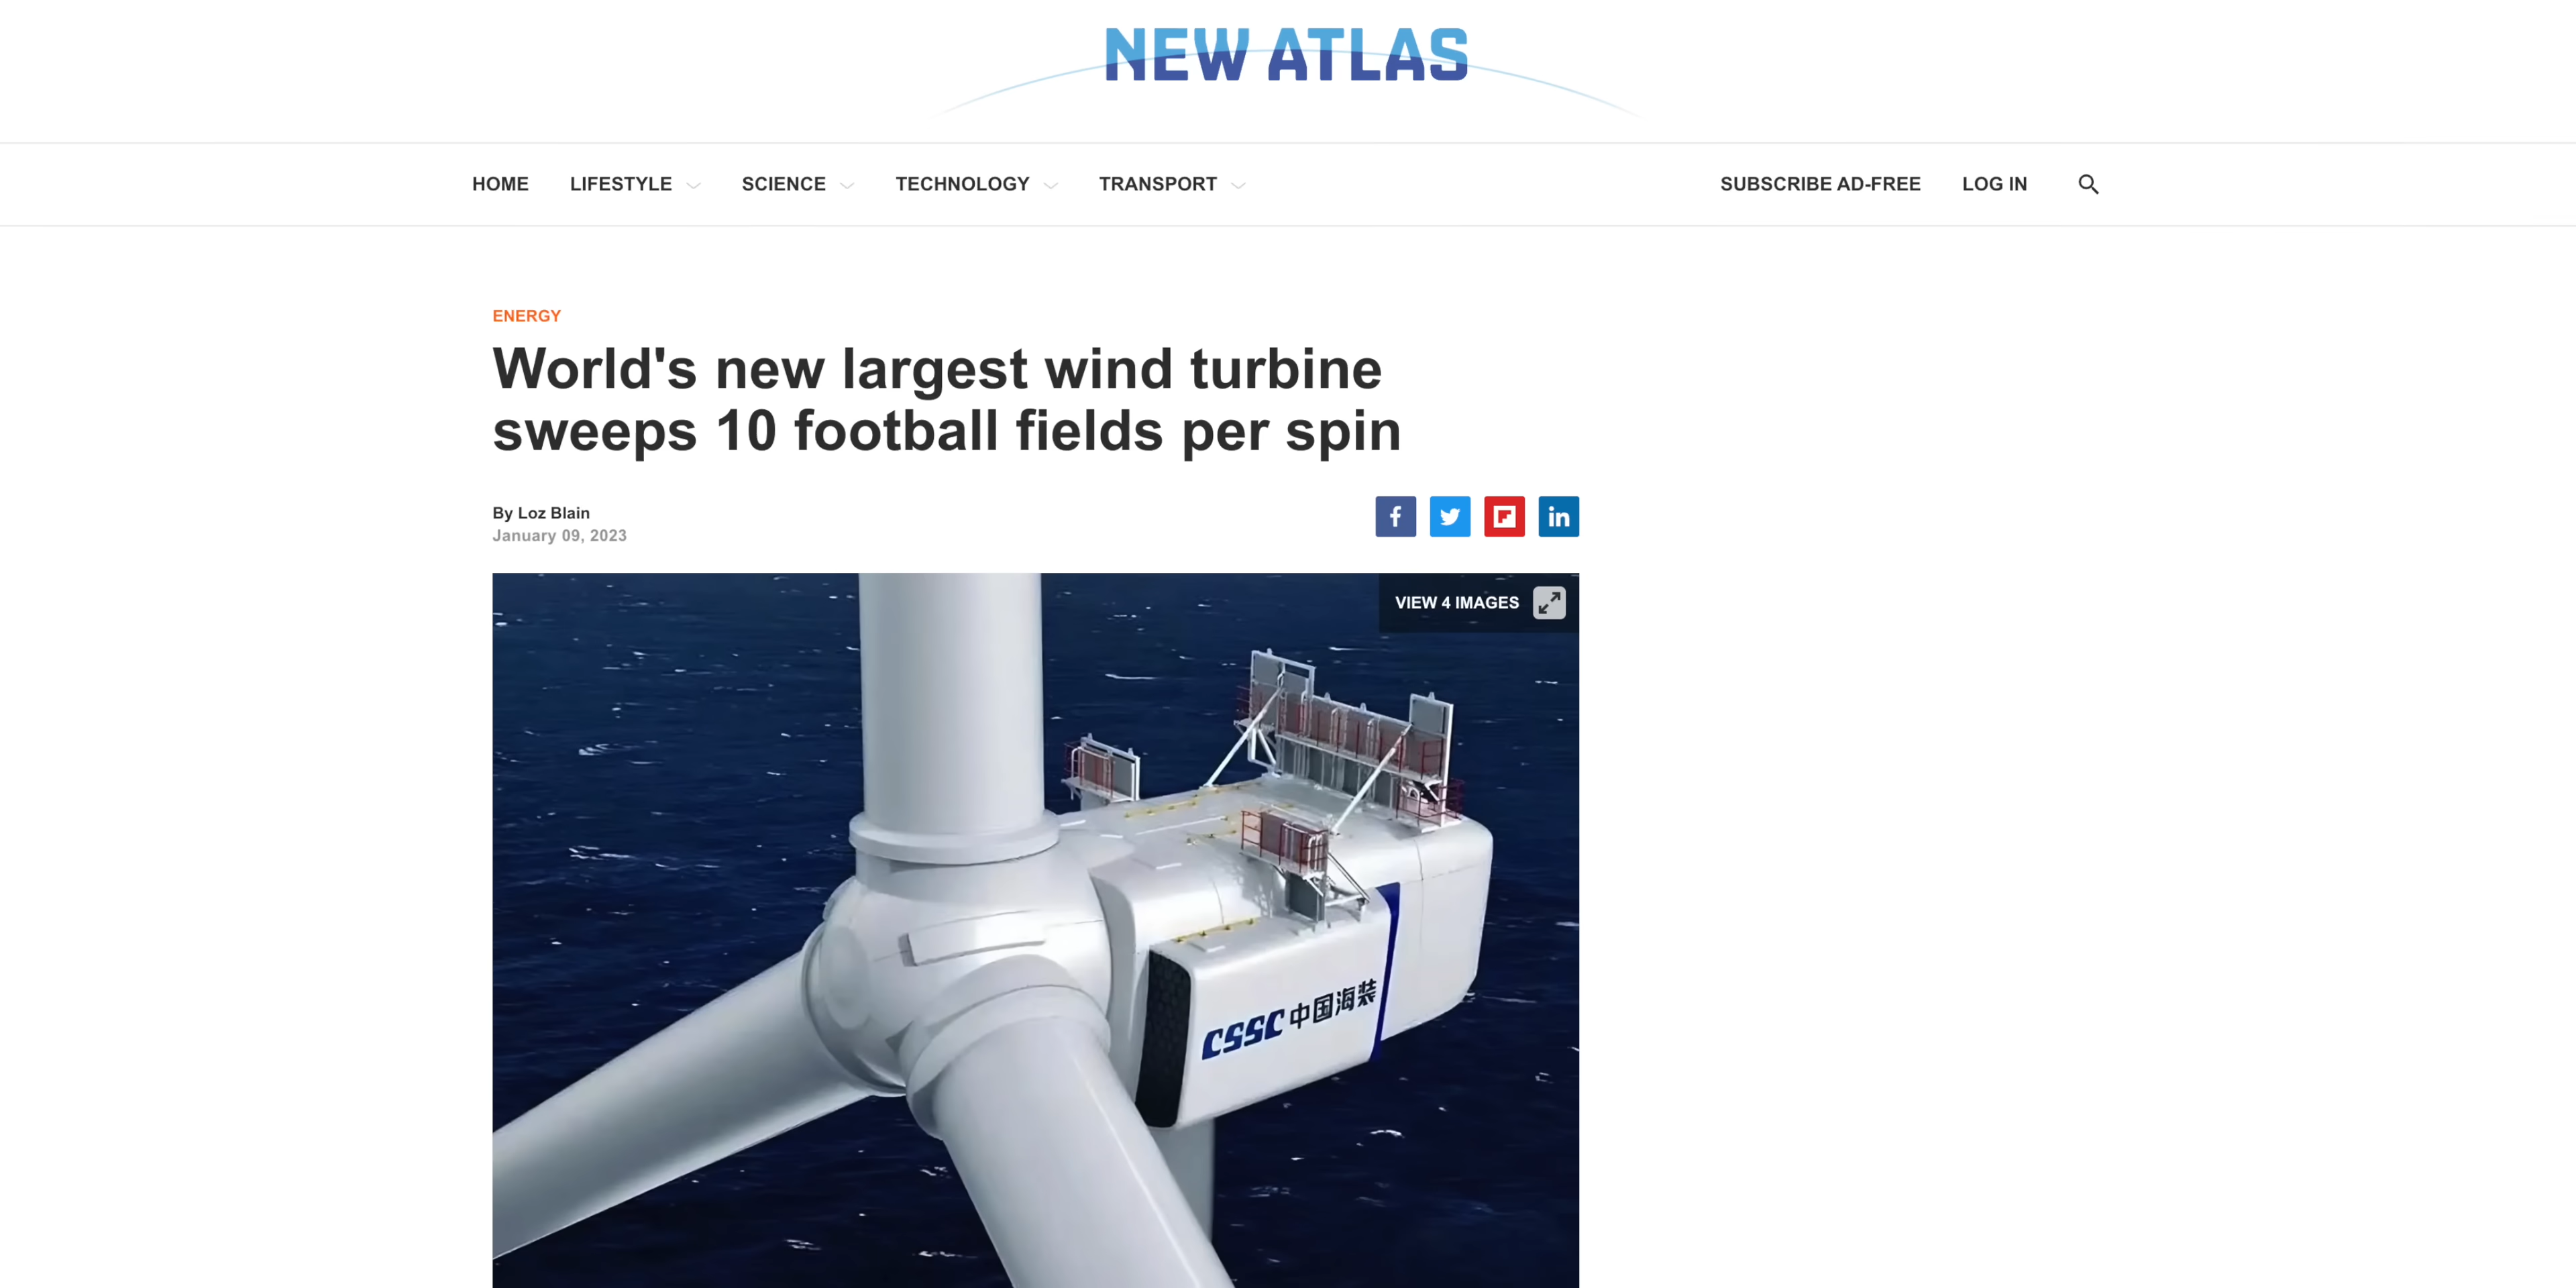 NEW ATLAS
HOME LIFESTYLE SCIENCE TECHNOLOGY TRANSPORT SUBSCRIBE AD-FREE LOG IN
ENERGY
World's new largest wind turbine
sweeps 10 football fields per spin
By Loz Blain
January 09, 2023
f in
VIEW 4 IMAGES
CSSC 中国海装